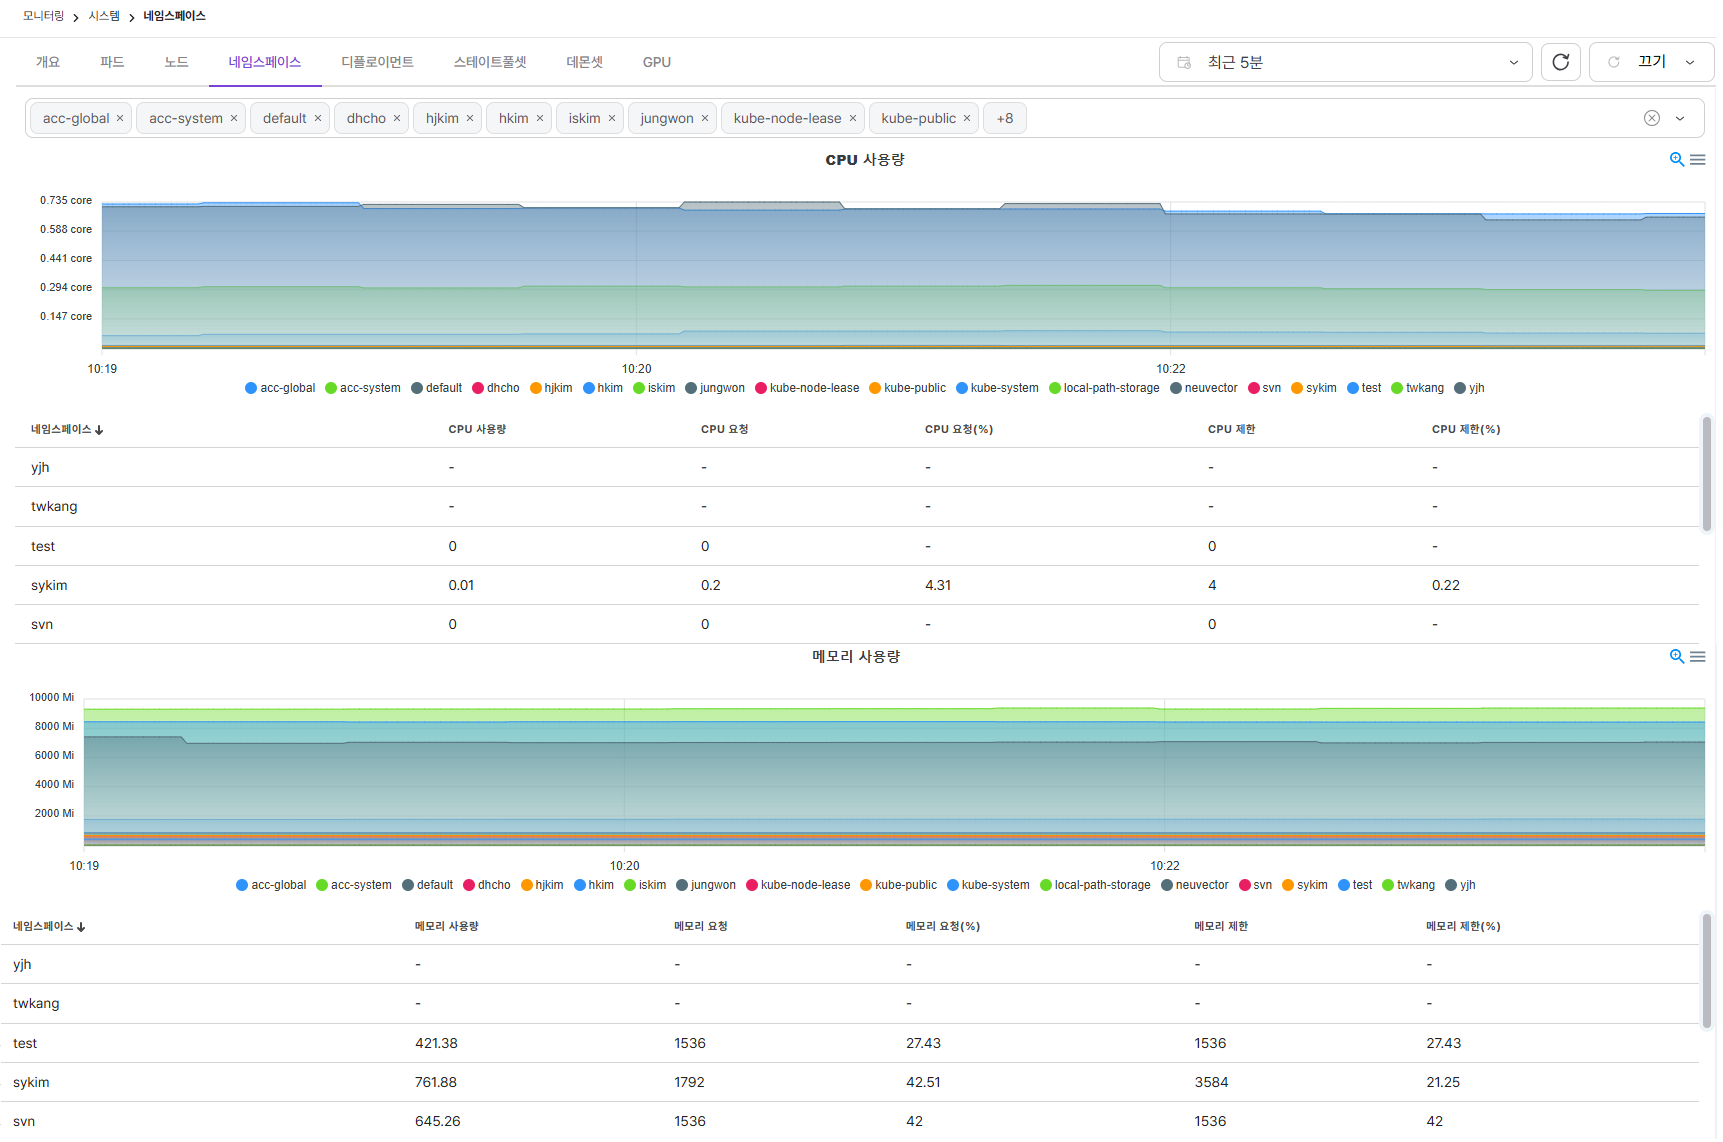 모니터링 > 시스템 > 네임스페이스
개요 파드 노드 네임스페이스 디플로이먼트 스테이트풀셋 데몬셋 GPU 최근 5분 끄기
acc-global × acc-system × default × dhcho × hjkim × hkim × iskim × jungwon × kube-node-lease × kube-public × +8
CPU 사용량
0.735 core
0.588 core
0.441 core
0.294 core
0.147 core
10:19 10:20 10:22
acc-global acc-system default dhcho hjkim hkim iskim jungwon kube-node-lease kube-public kube-system local-path-storage neuvector svn sykim test twkang yjh
네임스페이스 CPU 사용량 CPU 요청 CPU 요청(%) CPU 제한 CPU 제한(%)
yjh - - - - -
twkang - - - - -
test 0 0 - 0 -
sykim 0.01 0.2 4.31 4 0.22
svn 0 0 - 0 -
메모리 사용량
10000 Mi
8000 Mi
6000 Mi
4000 Mi
2000 Mi
10:19 10:20 10:22
acc-global acc-system default dhcho hjkim hkim iskim jungwon kube-node-lease kube-public kube-system local-path-storage neuvector svn sykim test twkang yjh
네임스페이스 메모리 사용량 메모리 요청 메모리 요청(%) 메모리 제한 메모리 제한(%)
yjh - - - - -
twkang - - - - -
test 421.38 1536 27.43 1536 27.43
sykim 761.88 1792 42.51 3584 21.25
svn 645.26 1536 42 1536 42